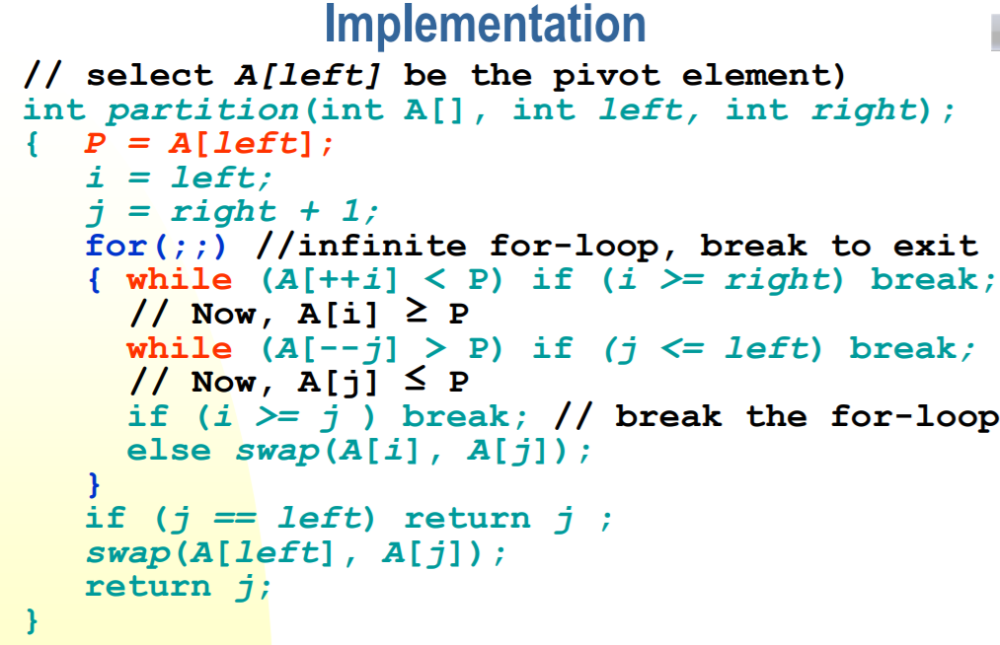 Implementation
// select A[left] be the pivot element)
int partition(int A[], int left, int right);
{ P = A[left];
i = left;
j = right + 1;
for(;;) //infinite for-loop, break to exit
{ while (A[++i] < P) if (i >= right) break;
// Now, A[i] ≥ P
while (A[--j] > P) if (j <= left) break;
// Now, A[j] ≤ P
if (i >= j ) break; // break the for-loop
else swap(A[i], A[j]);
}
if (j == left) return j ;
swap(A[left], A[j]);
return j;
}